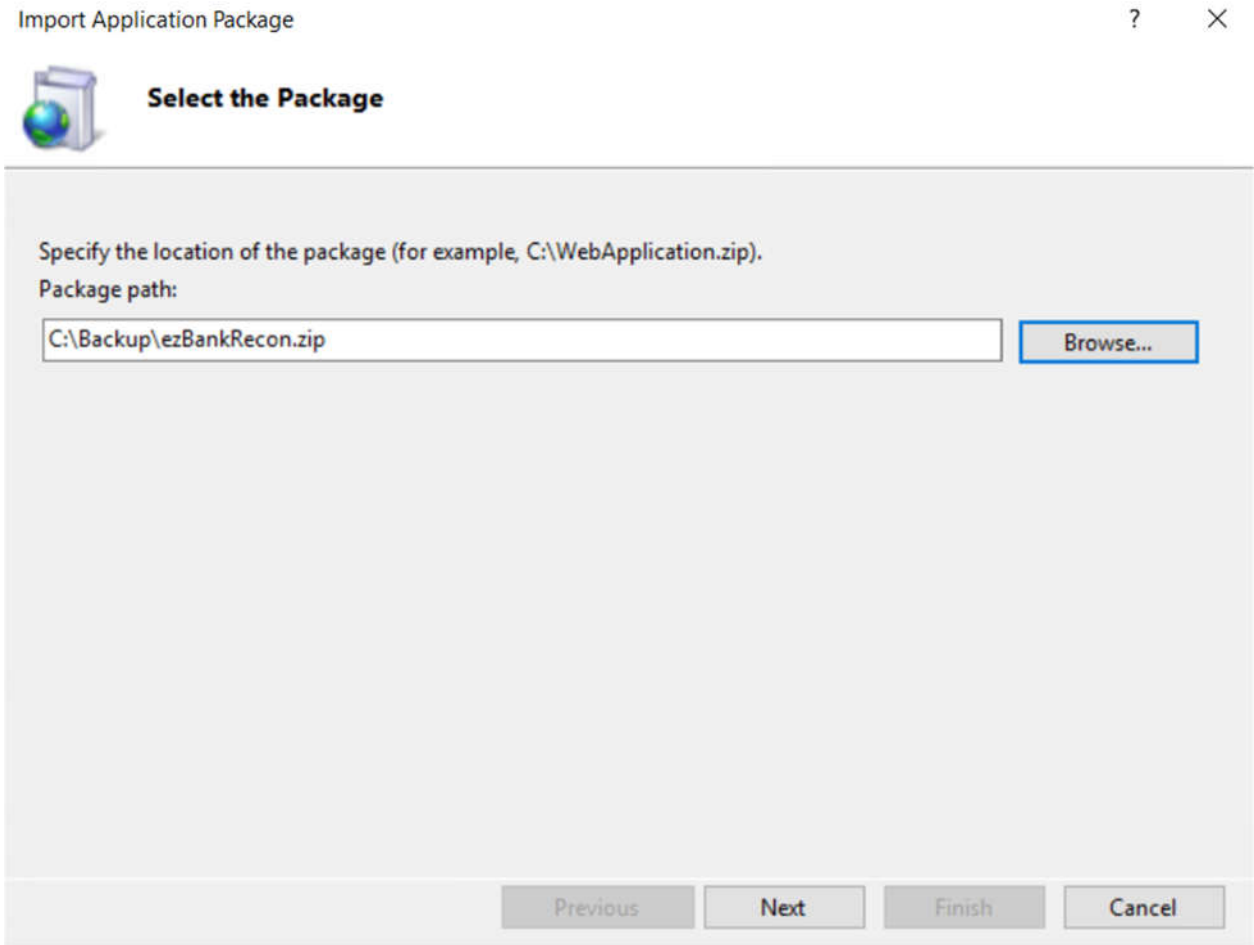 Import Application Package ? ×
Select the Package
Specify the location of the package (for example, C:\WebApplication.zip).
Package path:
C:\Backup\ezBankRecon.zip Browse...
Previous Next Finish Cancel